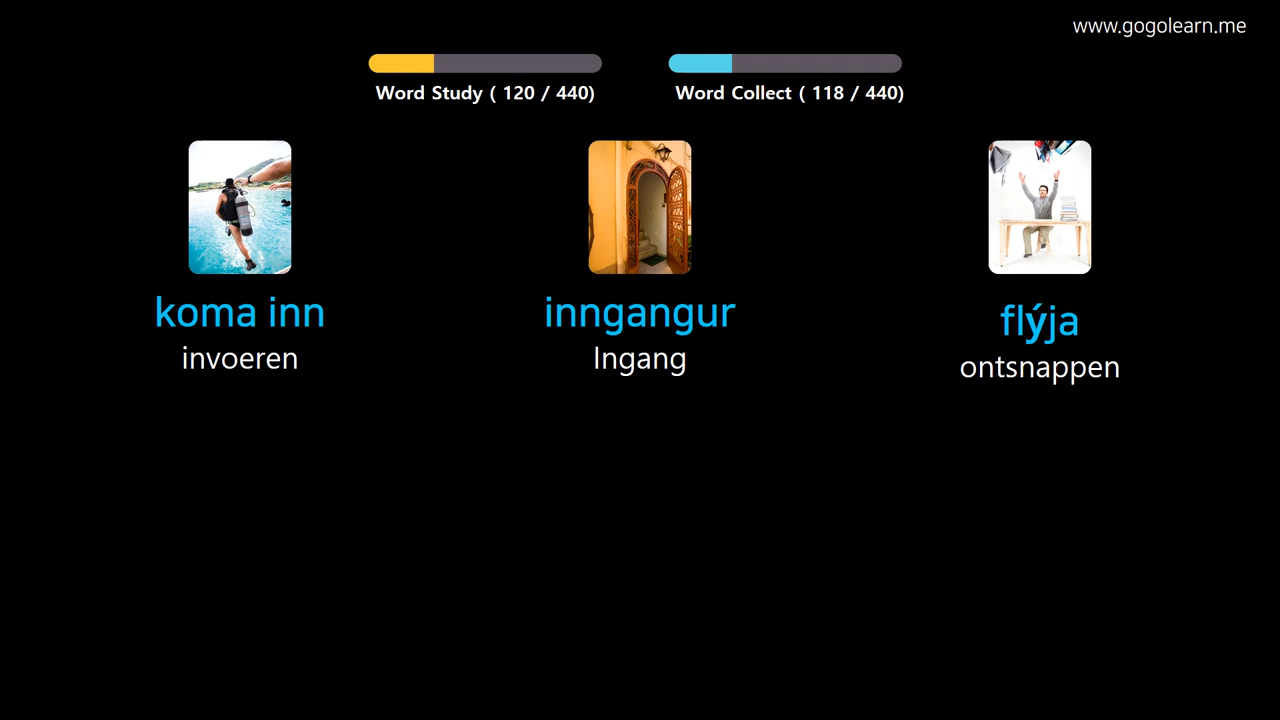 www.gogolearn.me
Word Study ( 120 / 440)
Word Collect ( 118 / 440)
koma inn
invoeren
inngangur
Ingang
flýja
ontsnappen